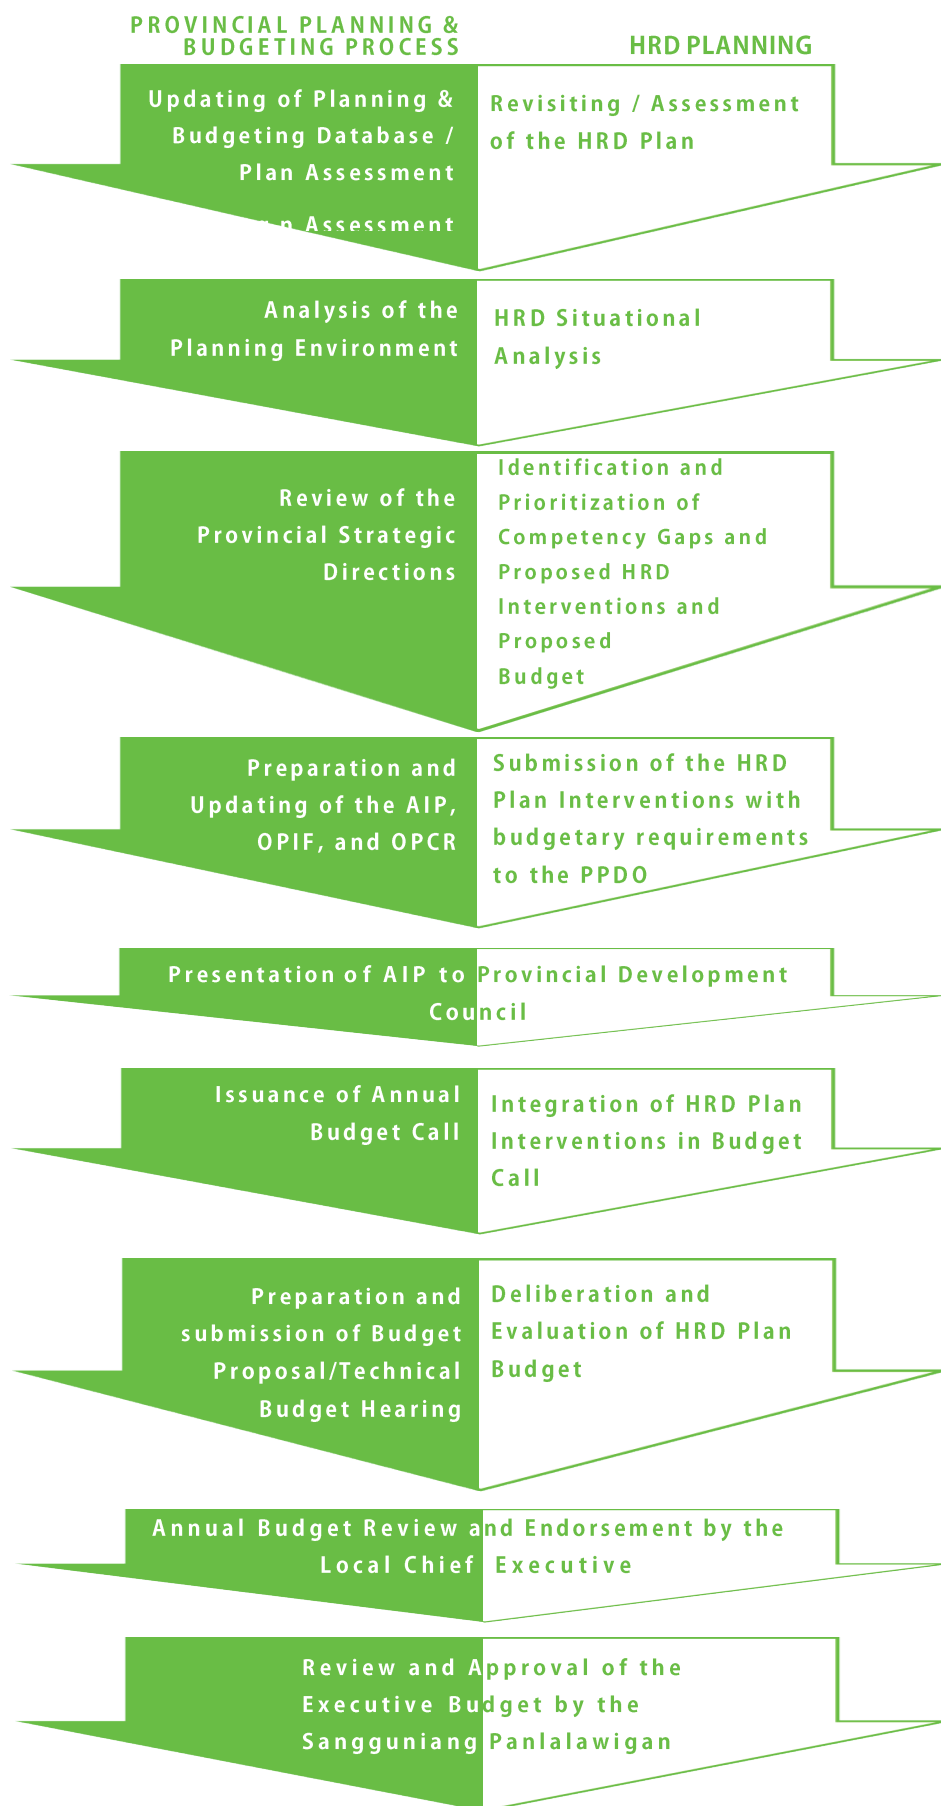 PROVINCIAL PLANNING &
BUDGETING PROCESS
HRD PLANNING
Updating of Planning &
Budgeting Database /
Plan Assessment
Assessment
Revisiting / Assessment
of the HRD Plan
Analysis of the
Planning Environment
HRD Situational
Analysis
Review of the
Provincial Strategic
Directions
Identification and
Prioritization of
Competency Gaps and
Proposed HRD
Interventions and
Proposed
Budget
Preparation and
Updating of the AIP,
OPIF, and OPCR
Submission of the HRD
Plan Interventions with
budgetary requirements
to the PPDO
Presentation of AIP to Provincial Development
Council
Issuance of Annual
Budget Call
Integration of HRD Plan
Interventions in Budget
Call
Preparation and
submission of Budget
Proposal/Technical
Budget Hearing
Deliberation and
Evaluation of HRD Plan
Budget
Annual Budget Review and Endorsement by the
Local Chief Executive
Review and Approval of the
Executive Budget by the
Sangguniang Panlalawigan